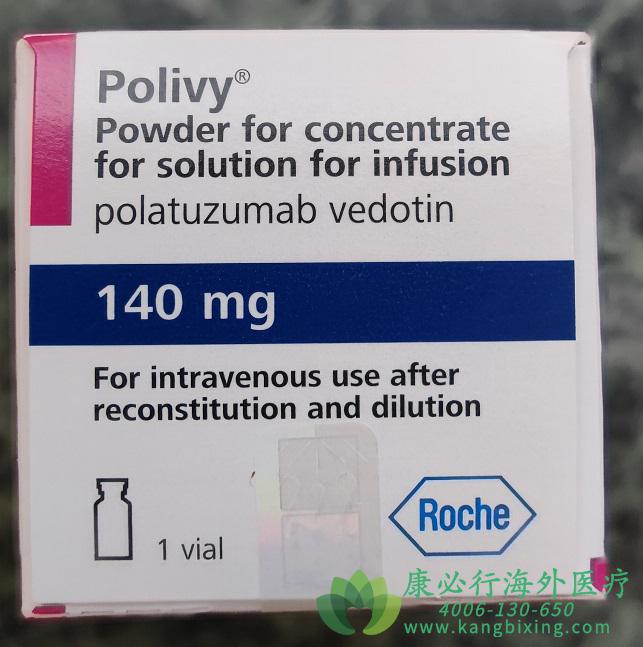 Polivy®
Powder for concentrate
for solution for infusion
polatuzumab vedotin
140 mg
For intravenous use after
reconstitution and dilution
1 vial
Roche
康必行海外医疗
4006-130-650
www.kangbixing.com